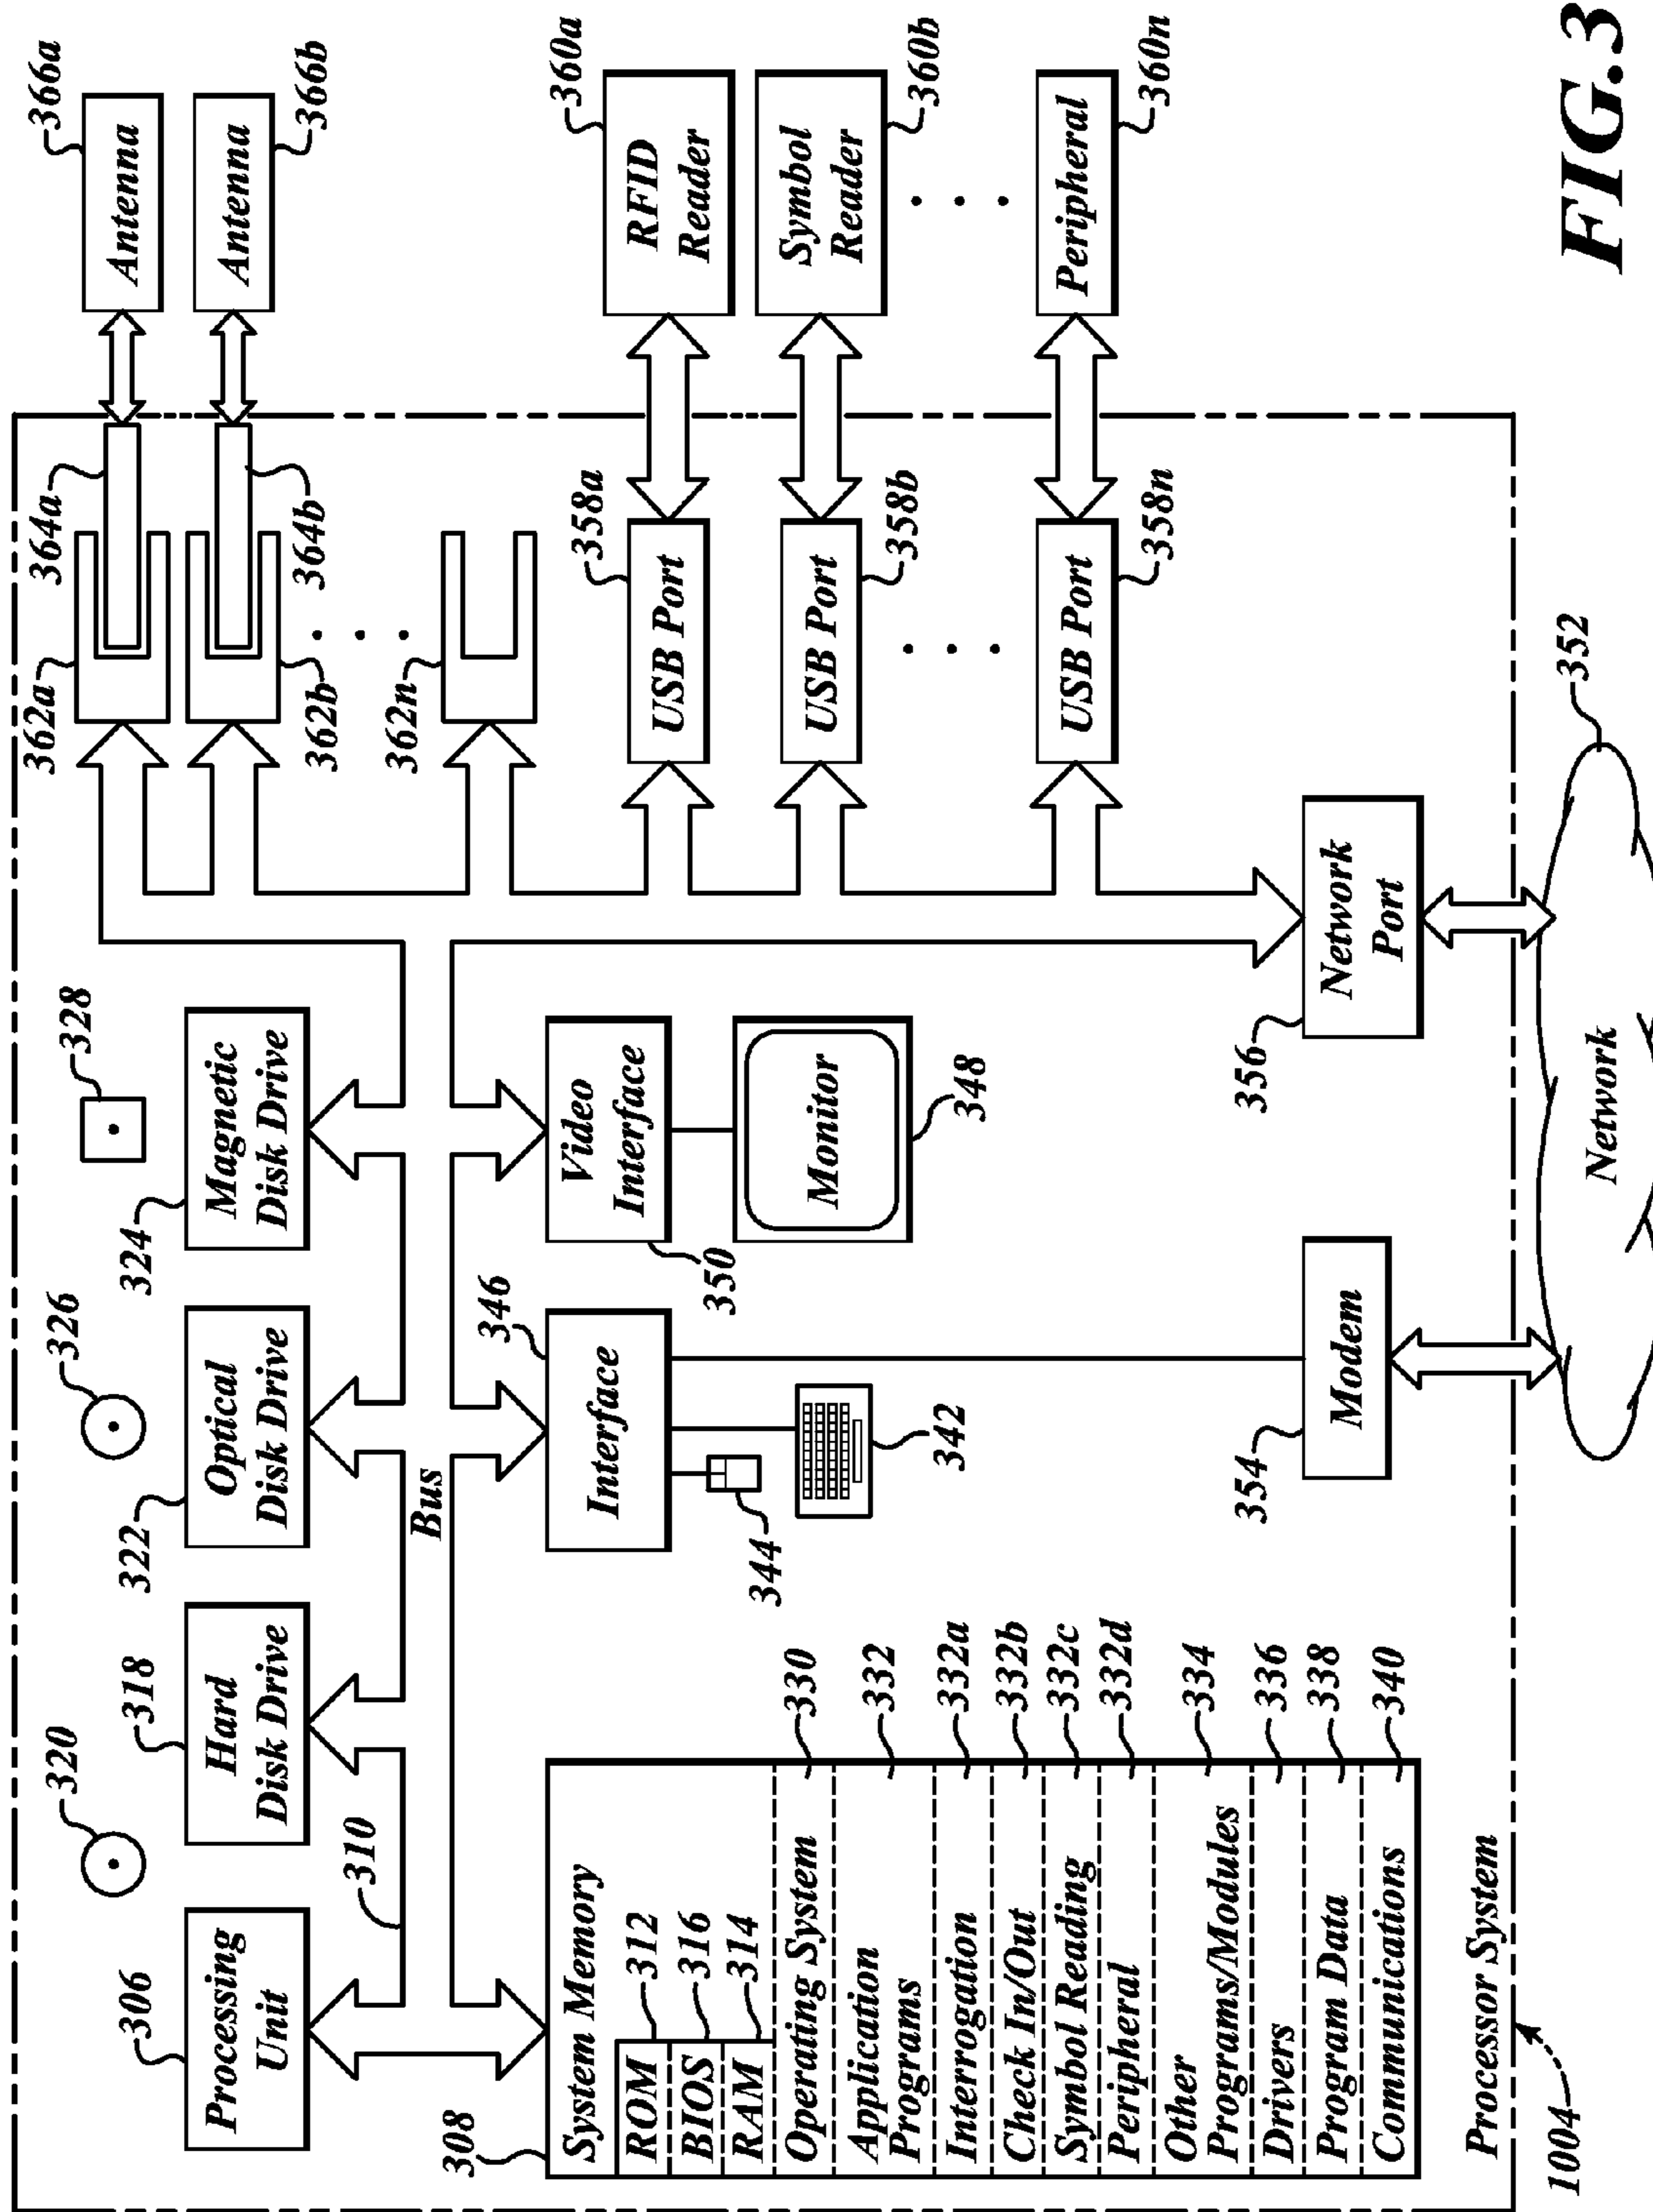 320
326
328
306
318
322
324
Processing
Unit
Hard
Disk Drive
Optical
Disk Drive
Magnetic
Disk Drive
310
Bus
362a
364a
366a
Antenna
362b
364b
366b
Antenna
362n
308
System Memory
ROM
312
BIOS
316
RAM
314
Operating System
330
Application
Programs
332
Interrogation
332a
Check In/Out
332b
Symbol Reading
332c
Peripheral
332d
Other
Programs/Modules
334
Drivers
336
Program Data
338
Communications
340
346
Interface
344
342
Video
Interface
350
Monitor
348
358a
USB Port
360a
RFID
Reader
USB Port
358b
Symbol
Reader
360b
USB Port
358n
Peripheral
360n
354
Modem
356
Network
Port
352
Network
Processor System
1004
FIG.3